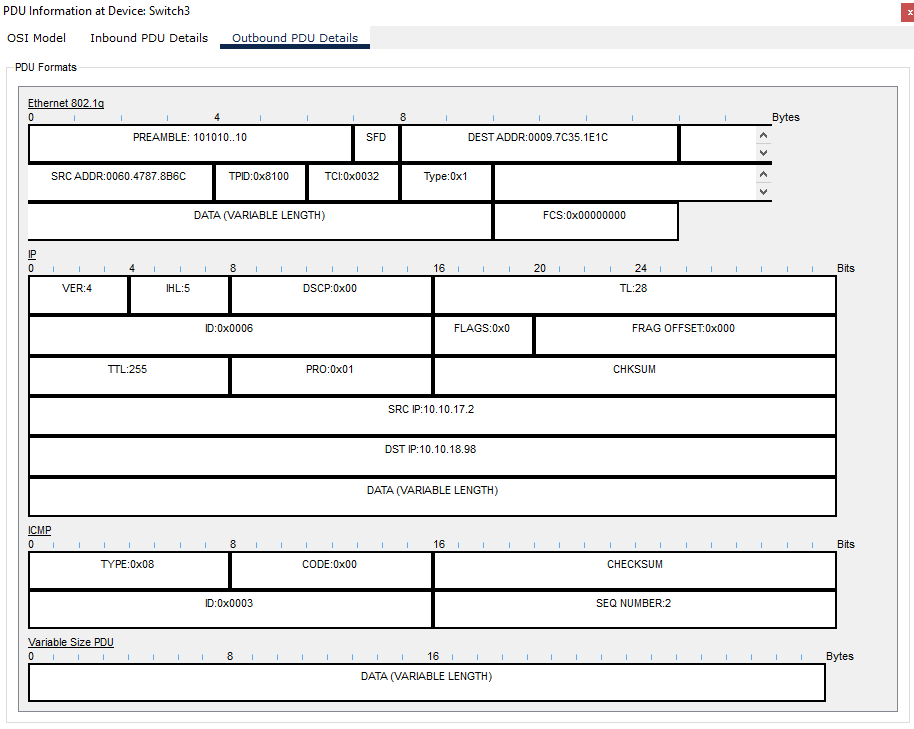 PDU Information at Device: Switch3
x
OSI Model Inbound PDU Details Outbound PDU Details
PDU Formats
Ethernet 802.1q
0 4 8 Bytes
PREAMBLE: 101010..10 SFD DEST ADDR:0009.7C35.1E1C
SRC ADDR:0060.4787.8B6C TPID:0x8100 TCI:0x0032 Type:0x1
DATA (VARIABLE LENGTH) FCS:0x00000000
IP
0 4 8 16 20 24 Bits
VER:4 IHL:5 DSCP:0x00 TL:28
ID:0x0006 FLAGS:0x0 FRAG OFFSET:0x000
TTL:255 PRO:0x01 CHKSUM
SRC IP:10.10.17.2
DST IP:10.10.18.98
DATA (VARIABLE LENGTH)
ICMP
0 8 16 Bits
TYPE:0x08 CODE:0x00 CHECKSUM
ID:0x0003 SEQ NUMBER:2
Variable Size PDU
0 8 16 Bytes
DATA (VARIABLE LENGTH)